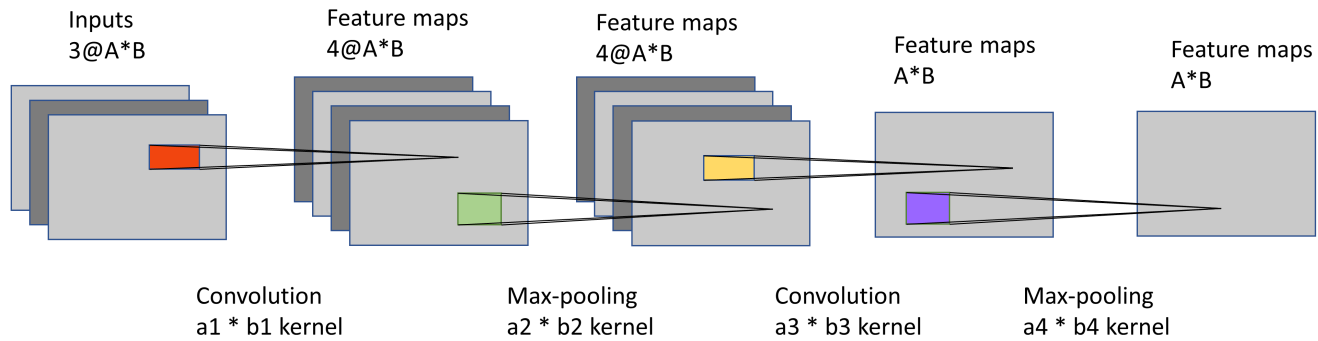 Inputs
3@A*B
Feature maps
4@A*B
Feature maps
4@A*B
Feature maps
A*B
Feature maps
A*B
Convolution
a1 * b1 kernel
Max-pooling
a2 * b2 kernel
Convolution
a3 * b3 kernel
Max-pooling
a4 * b4 kernel